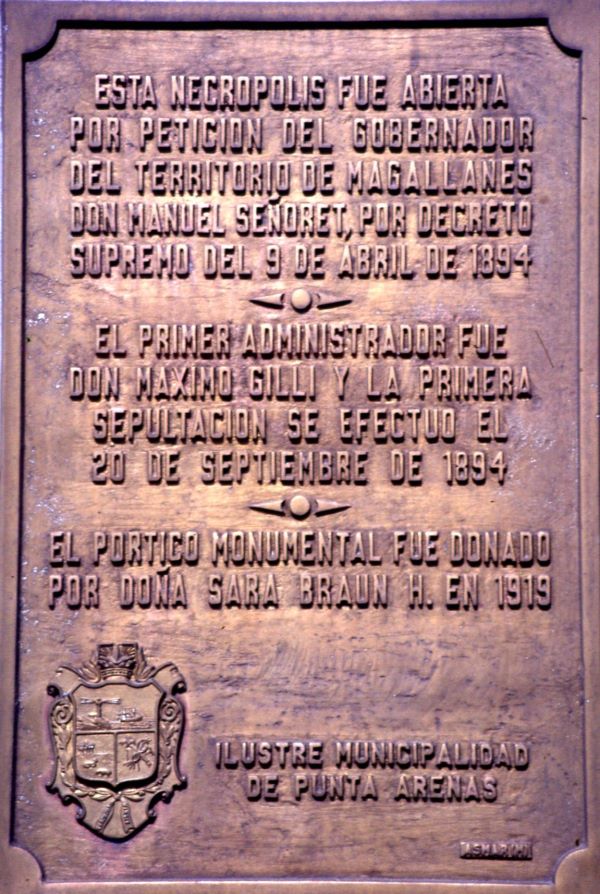 ESTA NECROPOLIS FUE ABIERTA
POR PETICION DEL GOBERNADOR
DEL TERRITORIO DE MAGALLANES
DON MANUEL SEÑORET, POR DECRETO
SUPREMO DEL 9 DE ABRIL DE 1894
EL PRIMER ADMINISTRADOR FUE
DON MAXIMO GILLI Y LA PRIMERA
SEPULTACION SE EFECTUO EL
20 DE SEPTIEMBRE DE 1894
EL PORTICO MONUMENTAL FUE DONADO
POR DOÑA SARA BRAUN H. EN 1919
ILUSTRE MUNICIPALIDAD
DE PUNTA ARENAS